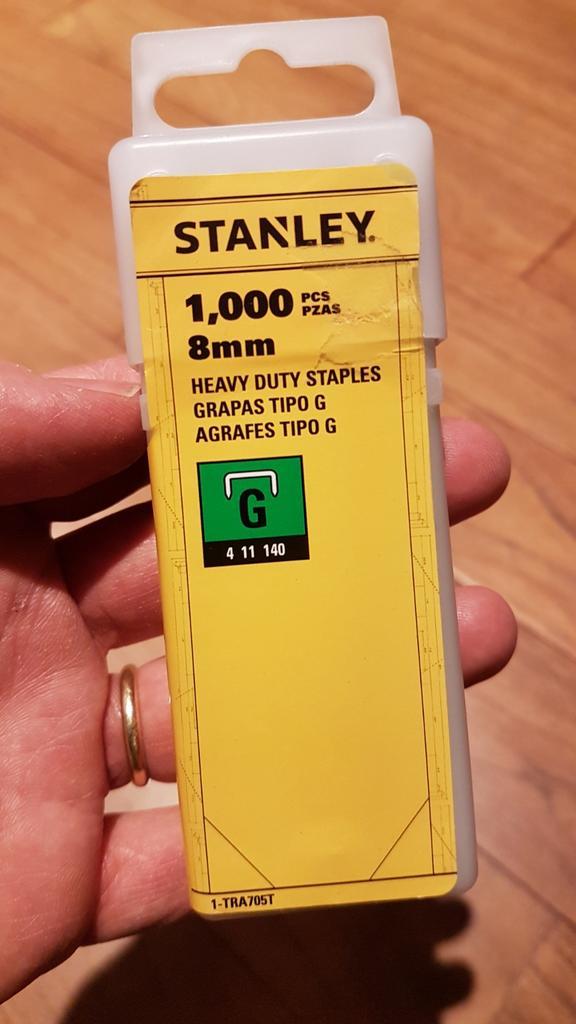 STANLEY.
1,000 PCS PZAS
8mm
HEAVY DUTY STAPLES
GRAPAS TIPO G
AGRAFES TIPO G
G
4 11 140
1-TRA705T